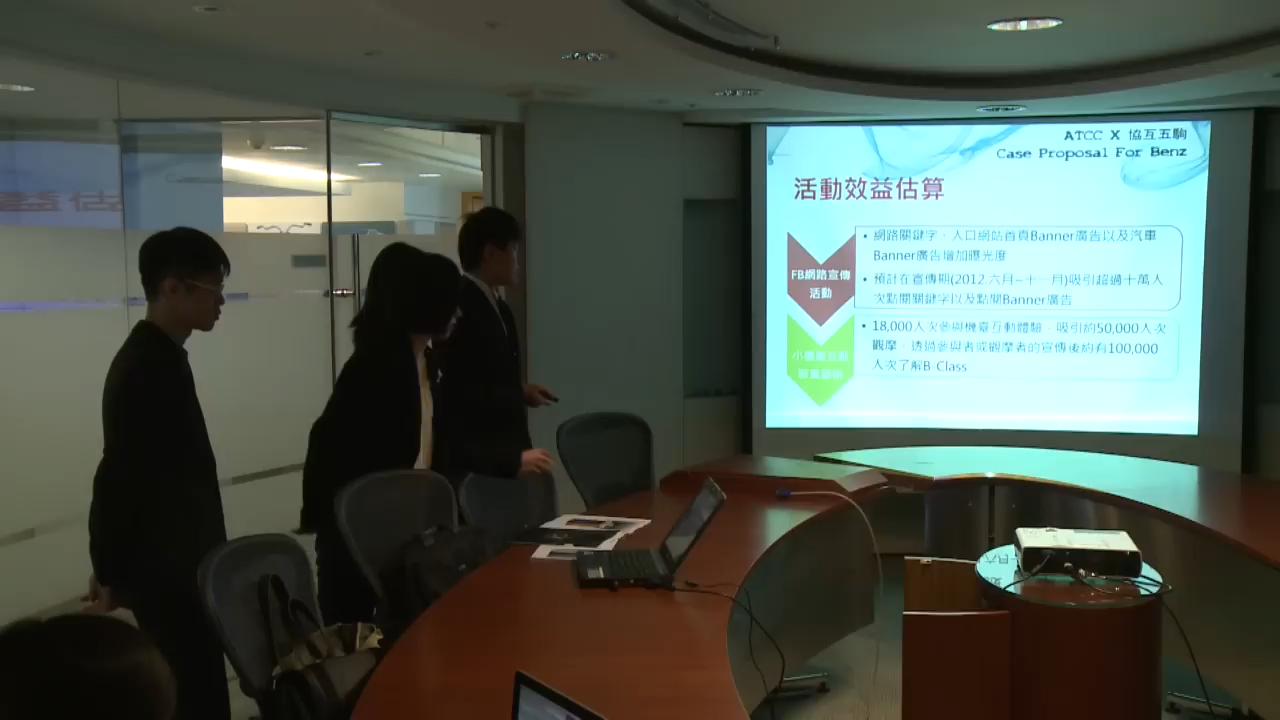 ATCC X 協互五駒
Case Proposal For Benz
活動效益估算
FB網路宣傳
活動
• 網路關鍵字、入口網站首頁Banner廣告以及汽車
Banner廣告增加曝光度
• 預計在宣傳期(2012.六月–十一月)吸引超過十萬人
次點閱關鍵字以及點閱Banner廣告
• 18,000人次參與機臺互動體驗，吸引約50,000人次
觀摩，透過參與者或觀摩者的宣傳後約有100,000
人次了解B-Class